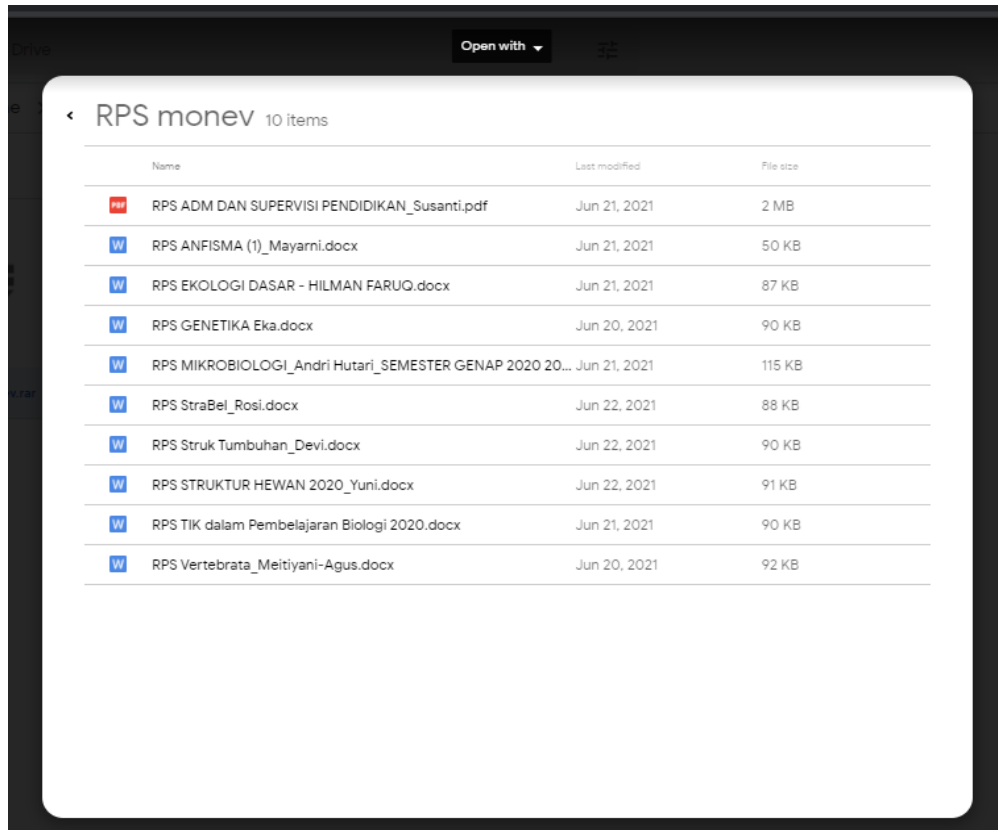 Drive
Open with
e
RPS monev 10 items
Name Last modified File size
PDF RPS ADM DAN SUPERVISI PENDIDIKAN_Susanti.pdf Jun 21, 2021 2 MB
W RPS ANFISMA (1)_Mayarni.docx Jun 21, 2021 50 KB
W RPS EKOLOGI DASAR - HILMAN FARUQ.docx Jun 21, 2021 87 KB
W RPS GENETIKA Eka.docx Jun 20, 2021 90 KB
W RPS MIKROBIOLOGI_Andri Hutari_SEMESTER GENAP 2020 20... Jun 21, 2021 115 KB
w.rar
W RPS StraBel_Rosi.docx Jun 22, 2021 88 KB
W RPS Struk Tumbuhan_Devi.docx Jun 22, 2021 90 KB
W RPS STRUKTUR HEWAN 2020_Yuni.docx Jun 22, 2021 91 KB
W RPS TIK dalam Pembelajaran Biologi 2020.docx Jun 21, 2021 90 KB
W RPS Vertebrata_Meitiyani-Agus.docx Jun 20, 2021 92 KB